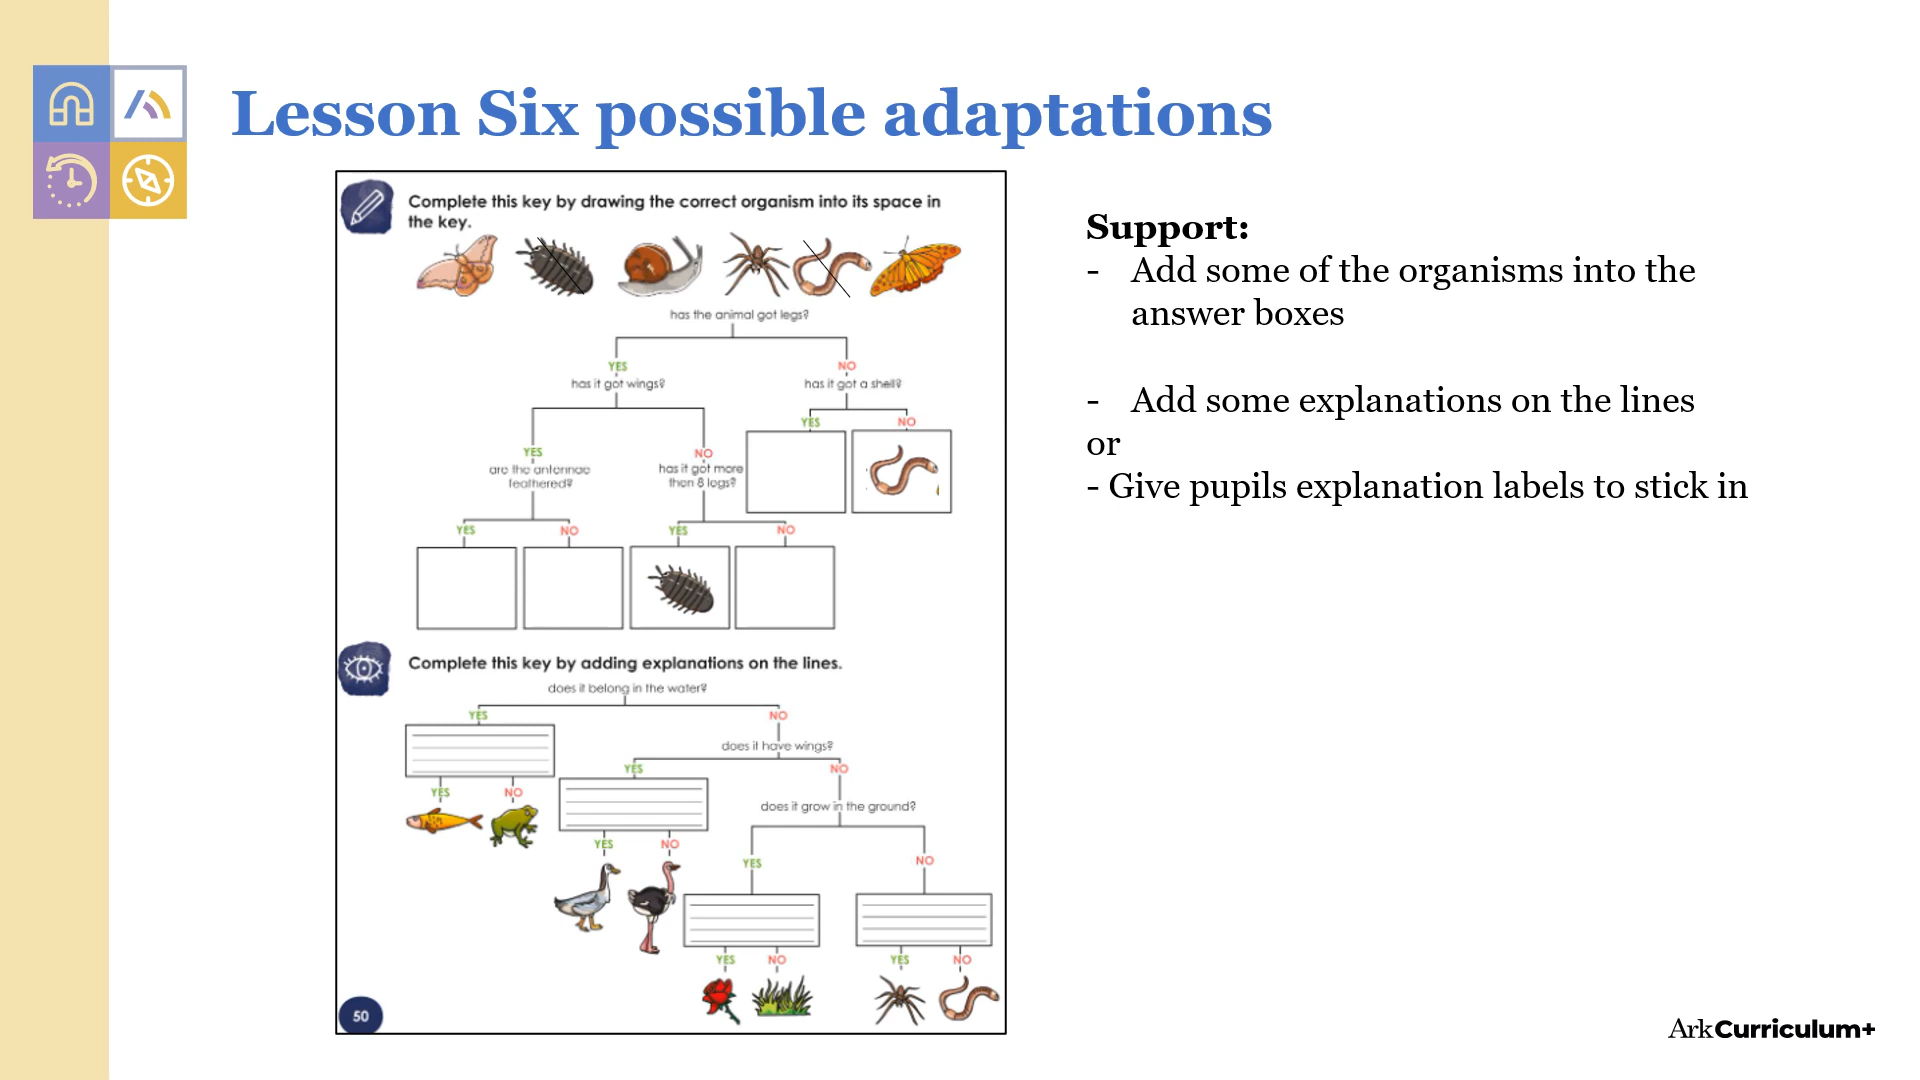 Lesson Six possible adaptations
Complete this key by drawing the correct organism into its space in
the key.
has the animal got legs?
YES
NO
has it got wings?
has it got a shell?
YES
NO
YES
NO
are the antennae
feathered?
has it got more
than 8 legs?
YES
NO
YES
NO
Complete this key by adding explanations on the lines.
does it belong in the water?
YES
NO
does it have wings?
YES
NO
YES
NO
does it grow in the ground?
YES
NO
YES
NO
YES
NO
YES
NO
50
Support:
- Add some of the organisms into the
answer boxes
- Add some explanations on the lines
or
- Give pupils explanation labels to stick in
ArkCurriculum+